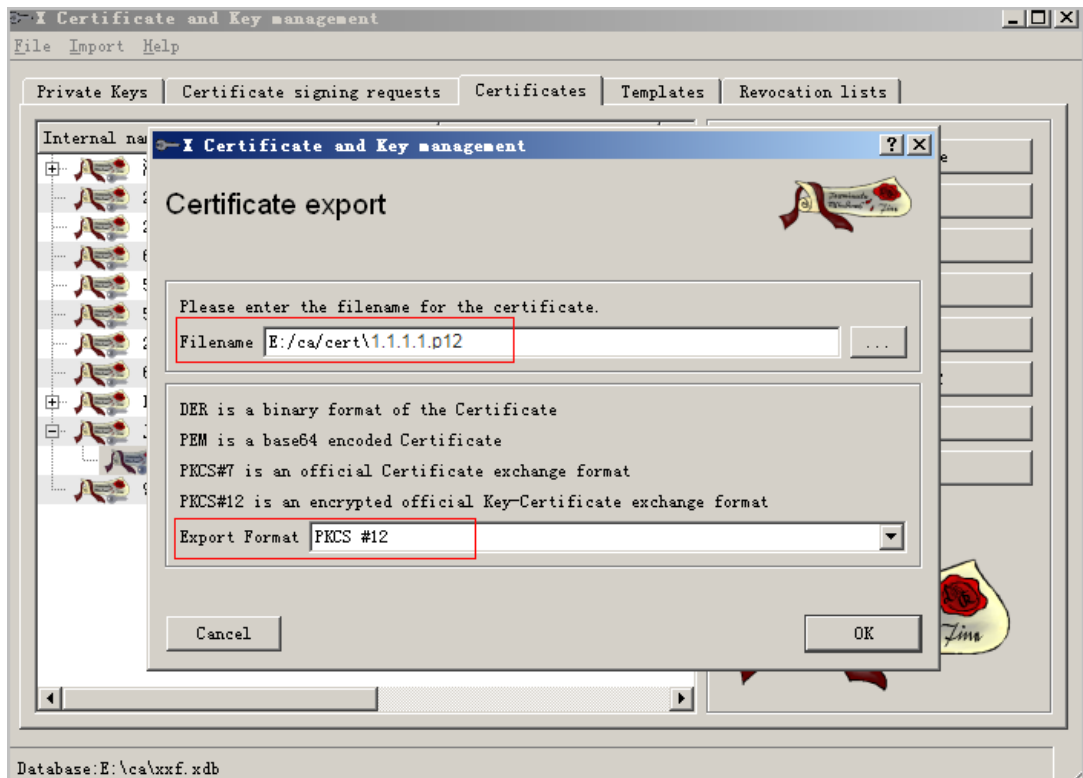 X Certificate and Key management
File Import Help
Private Keys Certificate signing requests Certificates Templates Revocation lists
Internal na
X Certificate and Key management
Certificate export
Please enter the filename for the certificate.
Filename E:/ca/cert\1.1.1.1.p12 ...
DER is a binary format of the Certificate
PEM is a base64 encoded Certificate
PKCS#7 is an official Certificate exchange format
PKCS#12 is an encrypted official Key-Certificate exchange format
Export Format PKCS #12
Cancel OK
Database:E:\ca\xxf.xdb